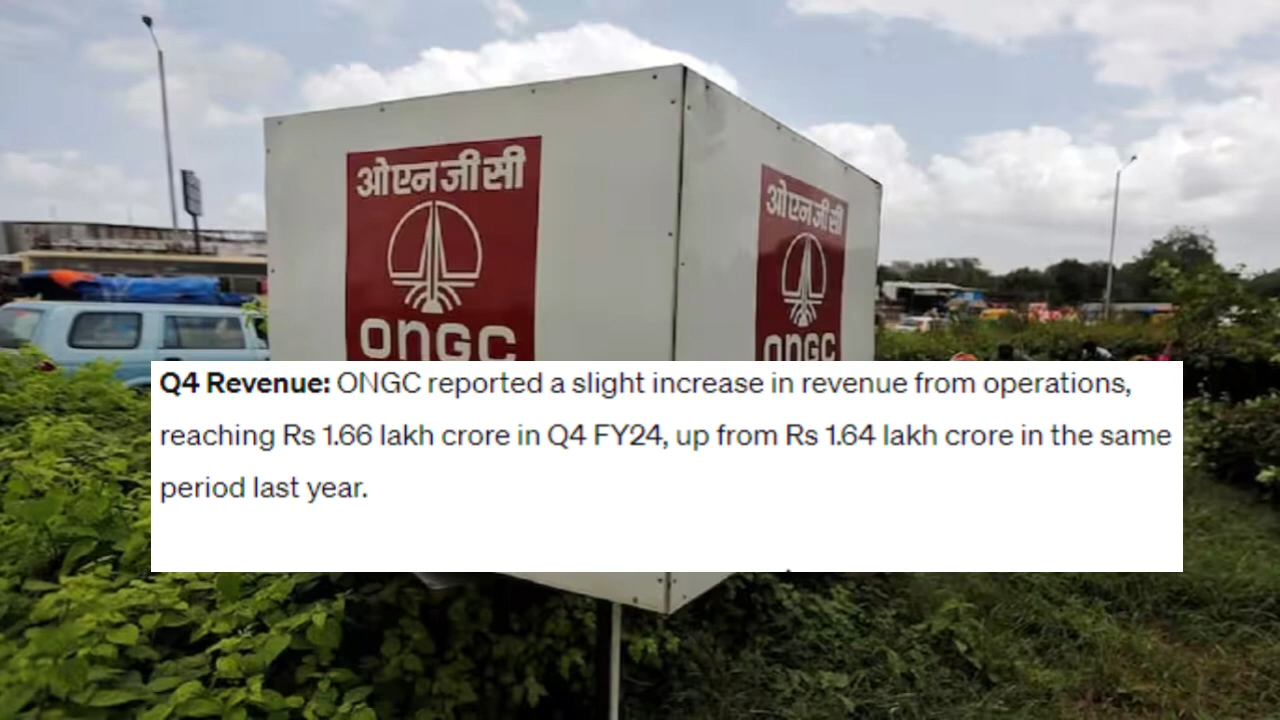 ओएनजीसी
ओएनजीसी
ONGC
ONGC
Q4 Revenue: ONGC reported a slight increase in revenue from operations,
reaching Rs 1.66 lakh crore in Q4 FY24, up from Rs 1.64 lakh crore in the same
period last year.